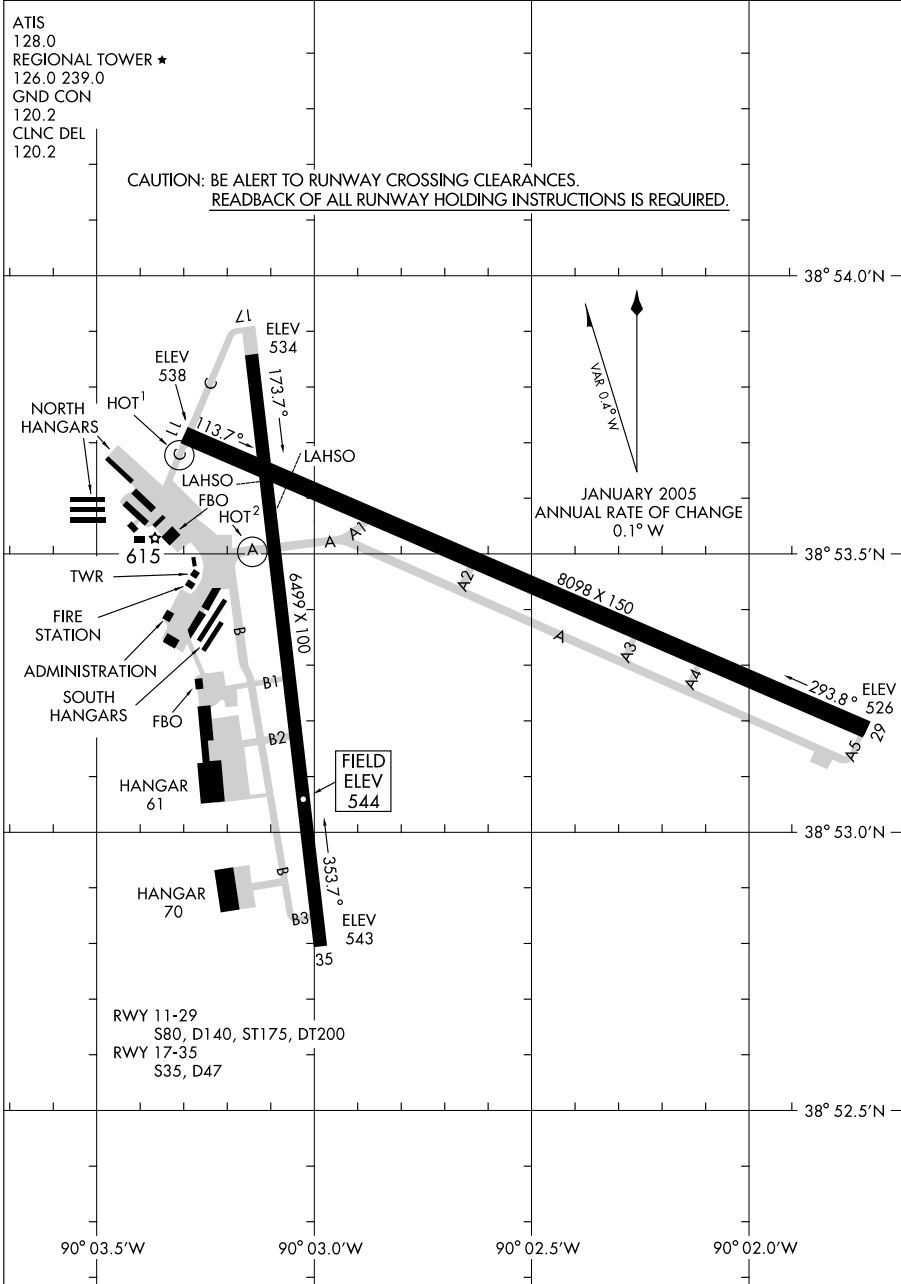 ATIS
128.0
REGIONAL TOWER ★
126.0 239.0
GND CON
120.2
CLNC DEL
120.2
CAUTION: BE ALERT TO RUNWAY CROSSING CLEARANCES.
READBACK OF ALL RUNWAY HOLDING INSTRUCTIONS IS REQUIRED.
38° 54.0'N
17
ELEV
534
173.7°
C
ELEV
538
HOT1
11
113.7°
C
NORTH
HANGARS
LAHSO
LAHSO
FBO
HOT2
VAR 0.4° W
JANUARY 2005
ANNUAL RATE OF CHANGE
0.1° W
615
A
A
A1
38° 53.5'N
TWR
A2
8098 X 150
FIRE
STATION
6499 X 100
B
A
A3
ADMINISTRATION
A4
SOUTH
HANGARS
B1
293.8°
ELEV
526
29
FBO
B2
A5
FIELD
ELEV
544
HANGAR
61
38° 53.0'N
353.7°
B
HANGAR
70
B3
ELEV
543
35
RWY 11-29
S80, D140, ST175, DT200
RWY 17-35
S35, D47
38° 52.5'N
90° 03.5'W
90° 03.0'W
90° 02.5'W
90° 02.0'W